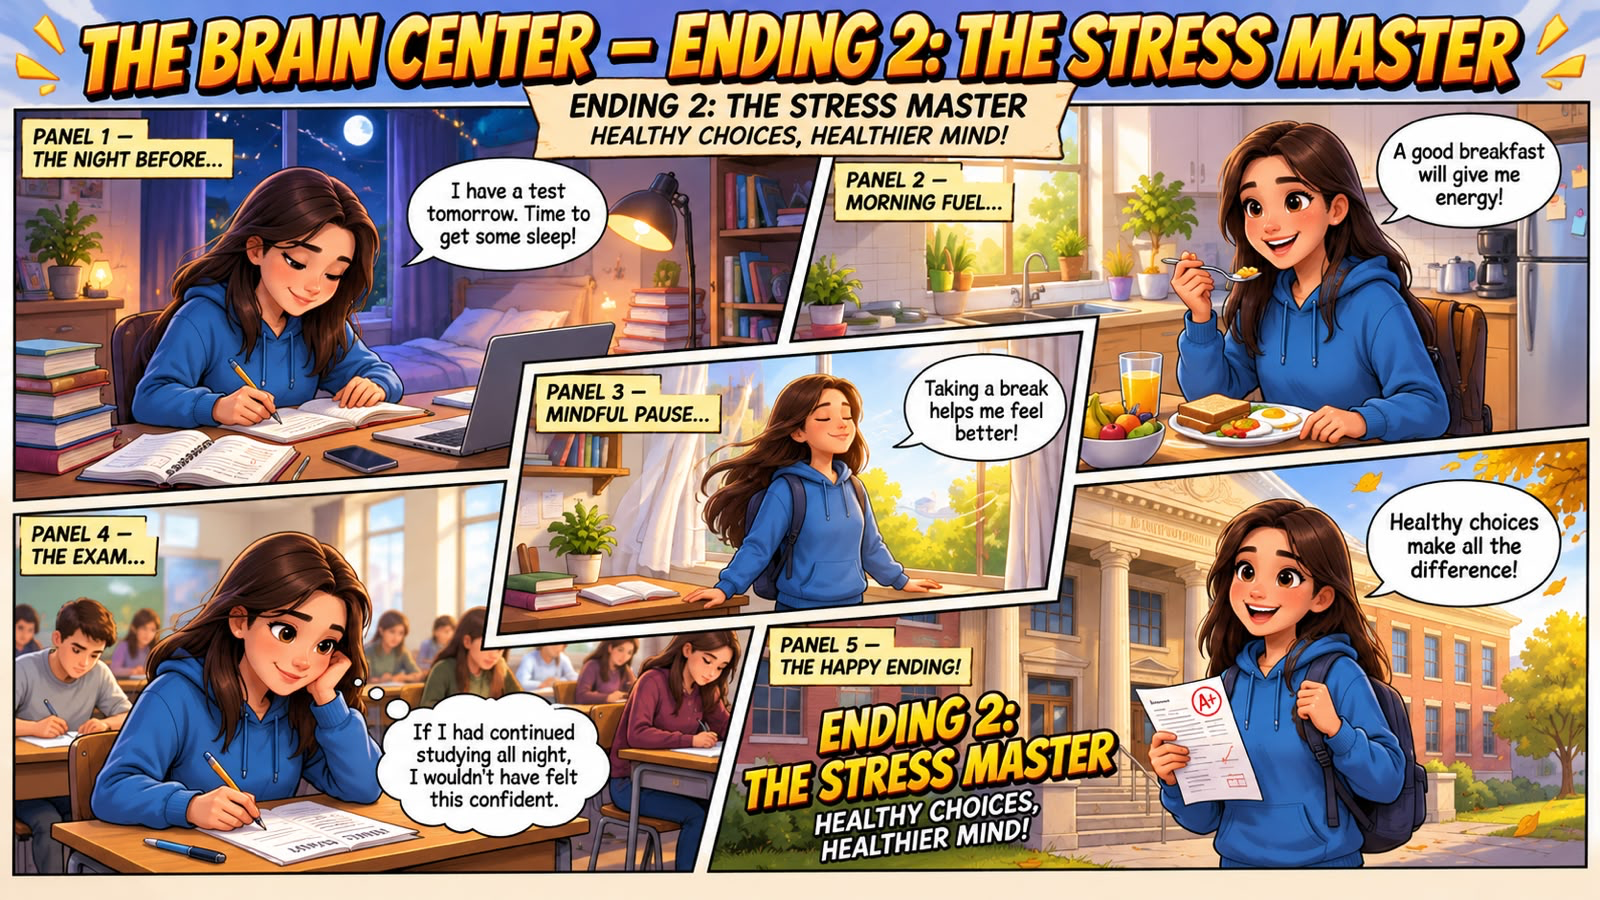 THE BRAIN CENTER – ENDING 2: THE STRESS MASTER
ENDING 2: THE STRESS MASTER
HEALTHY CHOICES, HEALTHIER MIND!
PANEL 1 –
THE NIGHT BEFORE...
I have a test
tomorrow. Time to
get some sleep!
PANEL 2 –
MORNING FUEL...
A good breakfast
will give me
energy!
PANEL 3 –
MINDFUL PAUSE...
Taking a break
helps me feel
better!
PANEL 4 –
THE EXAM...
If I had continued
studying all night,
I wouldn't have felt
this confident.
PANEL 5 –
THE HAPPY ENDING!
Healthy choices
make all the
difference!
A+
ENDING 2:
THE STRESS MASTER
HEALTHY CHOICES,
HEALTHIER MIND!